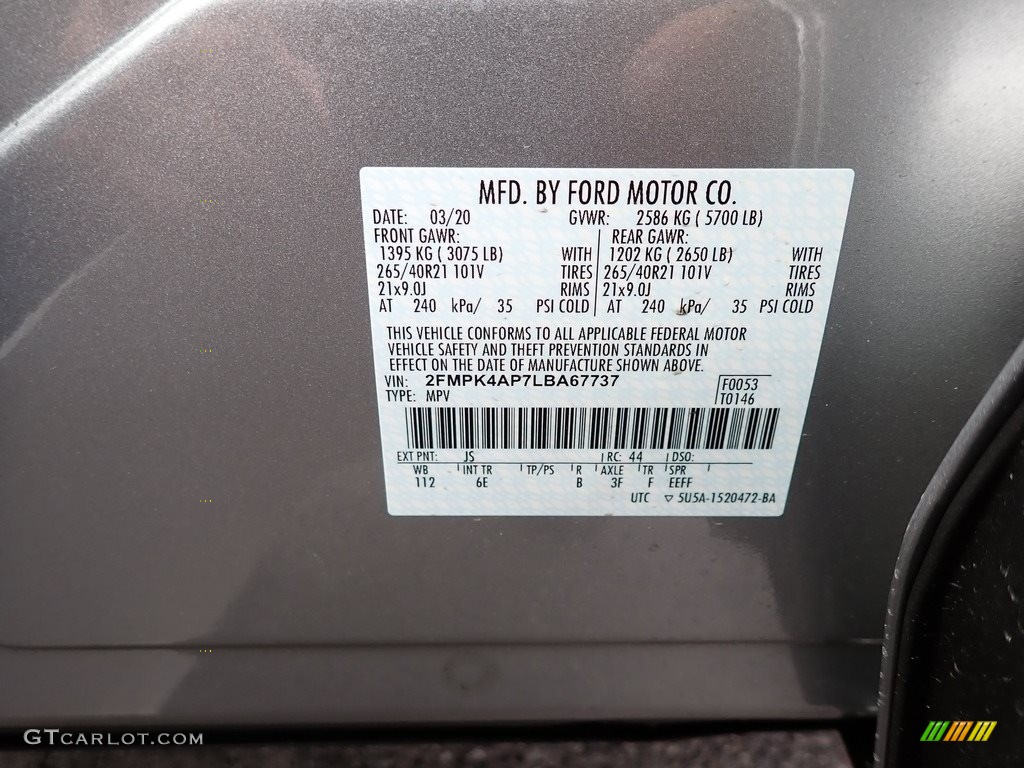 MFD. BY FORD MOTOR CO.
DATE: 03/20 GVWR: 2586 KG ( 5700 LB)
FRONT GAWR: REAR GAWR:
1395 KG ( 3075 LB) WITH 1202 KG ( 2650 LB) WITH
265/40R21 101V TIRES 265/40R21 101V TIRES
21x9.0J RIMS 21x9.0J RIMS
AT 240 kPa/ 35 PSI COLD AT 240 kPa/ 35 PSI COLD
THIS VEHICLE CONFORMS TO ALL APPLICABLE FEDERAL MOTOR
VEHICLE SAFETY AND THEFT PREVENTION STANDARDS IN
EFFECT ON THE DATE OF MANUFACTURE SHOWN ABOVE.
VIN: 2FMPK4AP7LBA67737 F0053
TYPE: MPV T0146
EXT PNT: JS RC: 44 DSO:
WB INT TR TP/PS R AXLE TR SPR
112 6E B 3F F EEFF
UTC ▽ 5U5A-1520472-BA
GTCARLOT.COM